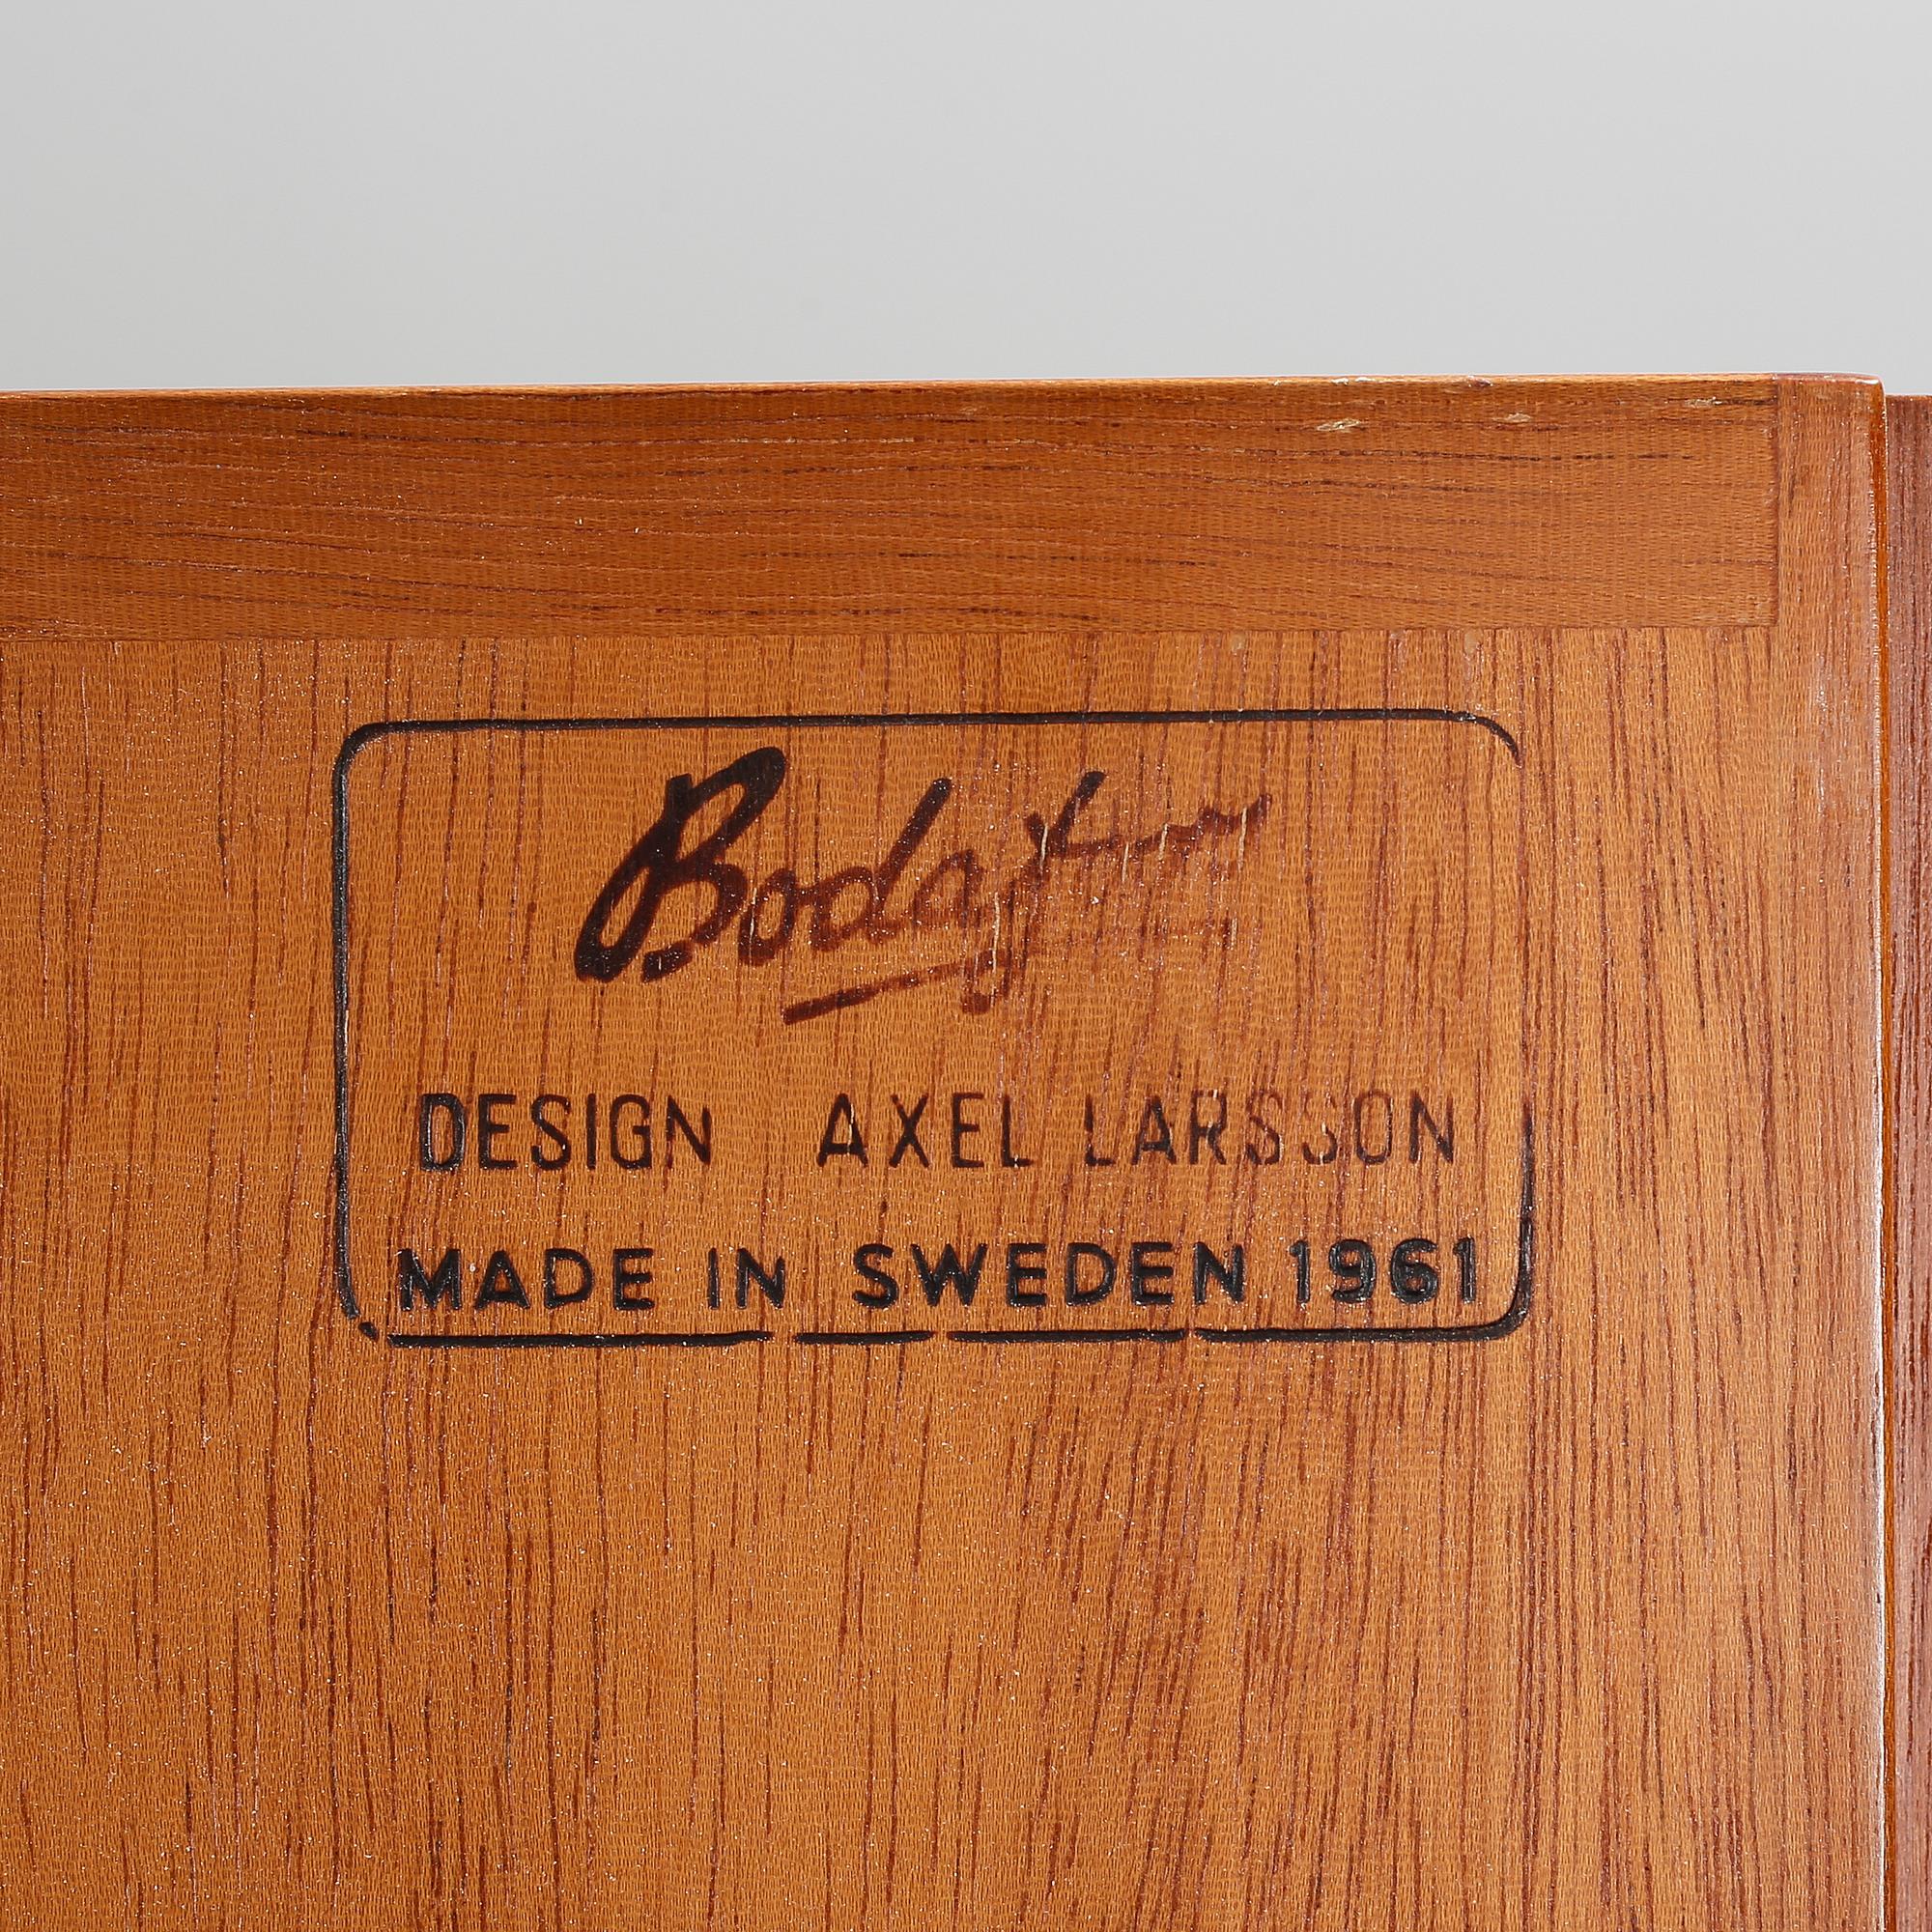 Bodafors
DESIGN AXEL LARSSON
MADE IN SWEDEN 1961